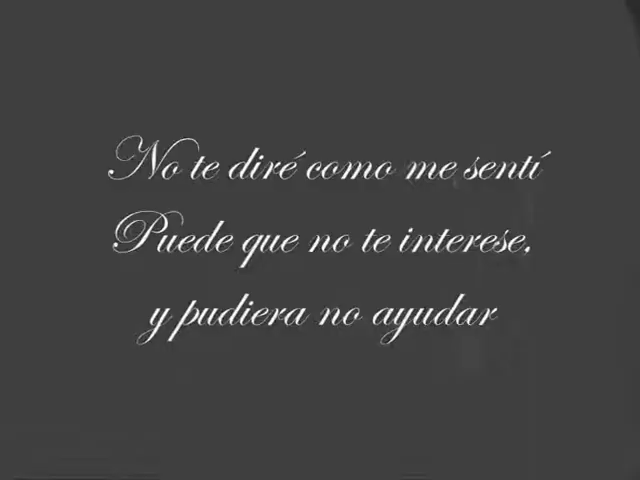 No te diré como me sentí
Puede que no te interese,
y pudiera no ayudar